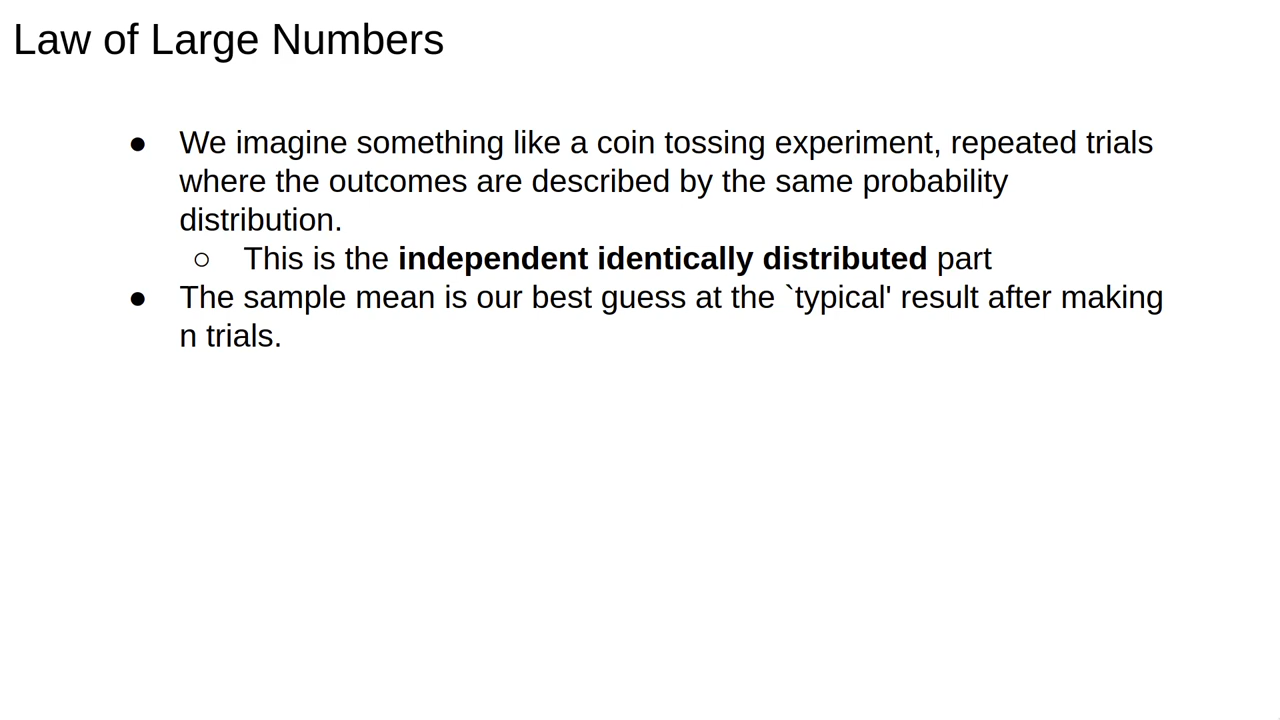 Law of Large Numbers
● We imagine something like a coin tossing experiment, repeated trials
where the outcomes are described by the same probability
distribution.
○ This is the independent identically distributed part
● The sample mean is our best guess at the `typical' result after making
n trials.